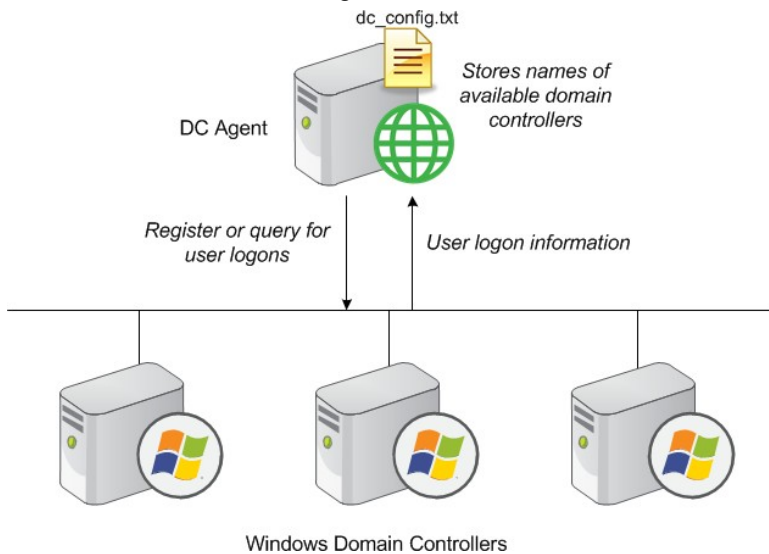 dc_config.txt
Stores names of
available domain
controllers
DC Agent
Register or query for
user logons
User logon information
Windows Domain Controllers